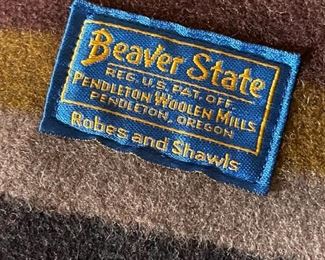 Beaver State
REG. U.S. PAT. OFF.
PENDLETON WOOLEN MILLS
PENDLETON, OREGON
Robes and Shawls